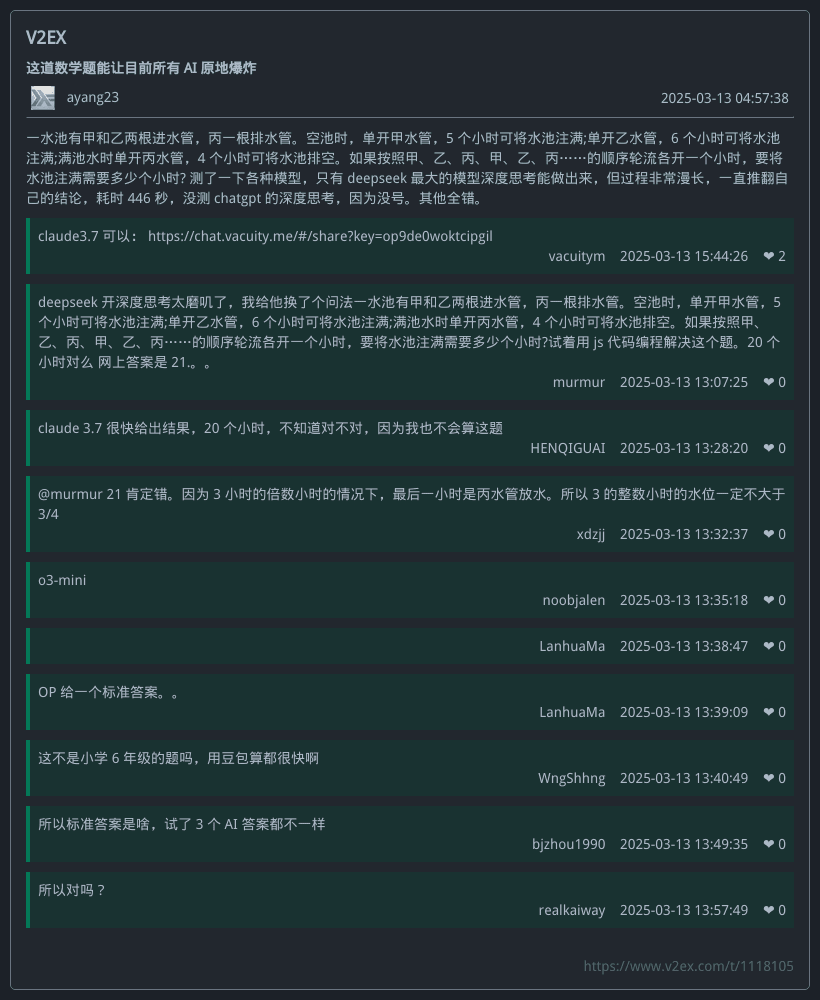 V2EX
这道数学题能让目前所有 AI 原地爆炸
ayang23
2025-03-13 04:57:38
一水池有甲和乙两根进水管，丙一根排水管。空池时，单开甲水管，5 个小时可将水池注满;单开乙水管，6 个小时可将水池
注满;满池水时单开丙水管，4 个小时可将水池排空。如果按照甲、乙、丙、甲、乙、丙……的顺序轮流各开一个小时，要将
水池注满需要多少个小时? 测了一下各种模型，只有 deepseek 最大的模型深度思考能做出来，但过程非常漫长，一直推翻自
己的结论，耗时 446 秒，没测 chatgpt 的深度思考，因为没号。其他全错。
claude3.7 可以： https://chat.vacuity.me/#/share?key=op9de0woktcipgil
vacuitym 2025-03-13 15:44:26 ❤ 2
deepseek 开深度思考太磨叽了，我给他换了个问法一水池有甲和乙两根进水管，丙一根排水管。空池时，单开甲水管，5
个小时可将水池注满;单开乙水管，6 个小时可将水池注满;满池水时单开丙水管，4 个小时可将水池排空。如果按照甲、
乙、丙、甲、乙、丙……的顺序轮流各开一个小时，要将水池注满需要多少个小时?试着用 js 代码编程解决这个题。20 个
小时对么 网上答案是 21.。。
murmur 2025-03-13 13:07:25 ❤ 0
claude 3.7 很快给出结果，20 个小时，不知道对不对，因为我也不会算这题
HENQIGUAI 2025-03-13 13:28:20 ❤ 0
@murmur 21 肯定错。因为 3 小时的倍数小时的情况下，最后一小时是丙水管放水。所以 3 的整数小时的水位一定不大于
3/4
xdzjj 2025-03-13 13:32:37 ❤ 0
o3-mini
noobjalen 2025-03-13 13:35:18 ❤ 0
LanhuaMa 2025-03-13 13:38:47 ❤ 0
OP 给一个标准答案。。
LanhuaMa 2025-03-13 13:39:09 ❤ 0
这不是小学 6 年级的题吗，用豆包算都很快啊
WngShhng 2025-03-13 13:40:49 ❤ 0
所以标准答案是啥，试了 3 个 AI 答案都不一样
bjzhou1990 2025-03-13 13:49:35 ❤ 0
所以对吗？
realkaiway 2025-03-13 13:57:49 ❤ 0
https://www.v2ex.com/t/1118105